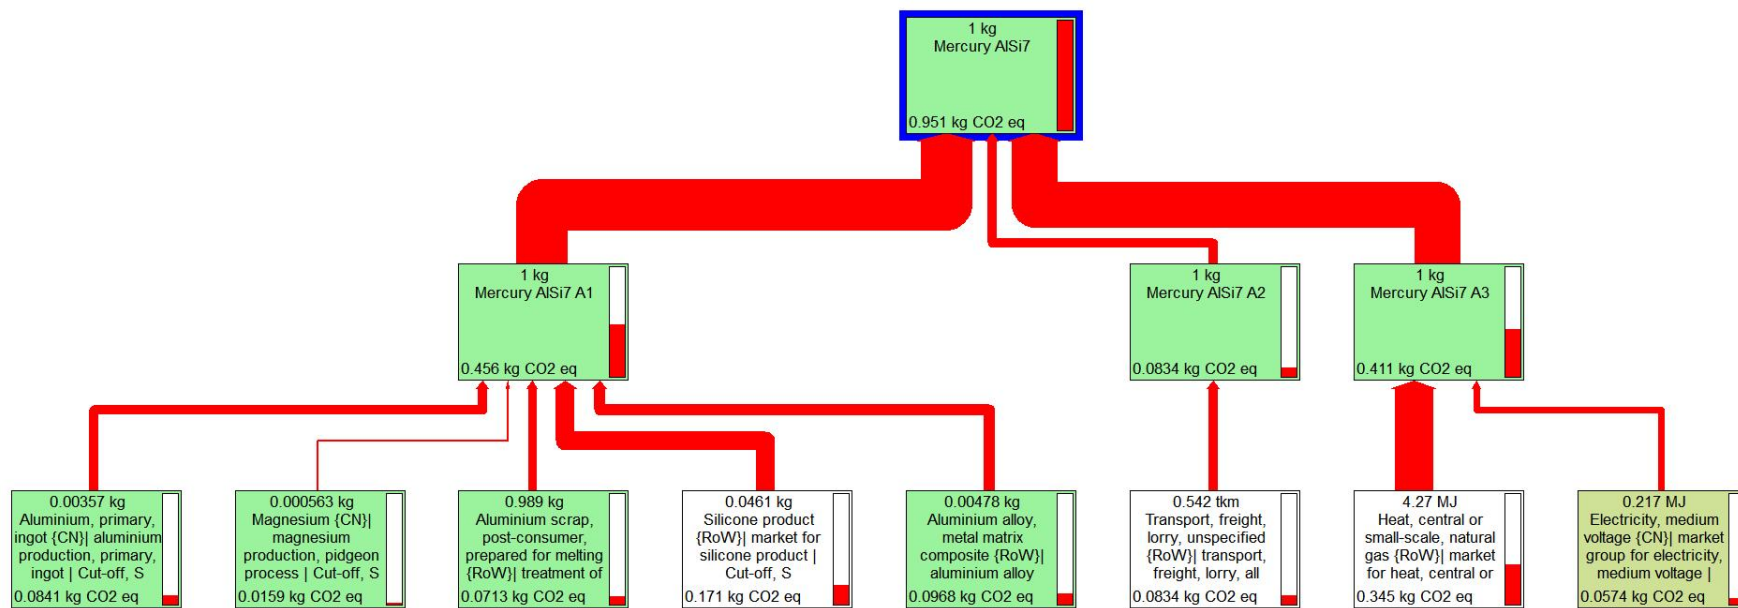 1 kg
Mercury AlSi7
0.951 kg CO2 eq
1 kg
Mercury AlSi7 A1
0.456 kg CO2 eq
1 kg
Mercury AlSi7 A2
0.0834 kg CO2 eq
1 kg
Mercury AlSi7 A3
0.411 kg CO2 eq
0.00357 kg
Aluminium, primary,
ingot {CN}| aluminium
production, primary,
ingot | Cut-off, S
0.0841 kg CO2 eq
0.000563 kg
Magnesium {CN}|
magnesium
production, pidgeon
process | Cut-off, S
0.0159 kg CO2 eq
0.989 kg
Aluminium scrap,
post-consumer,
prepared for melting
{RoW}| treatment of
0.0713 kg CO2 eq
0.0461 kg
Silicone product
{RoW}| market for
silicone product |
Cut-off, S
0.171 kg CO2 eq
0.00478 kg
Aluminium alloy,
metal matrix
composite {RoW}|
aluminium alloy
0.0968 kg CO2 eq
0.542 tkm
Transport, freight,
lorry, unspecified
{RoW}| transport,
freight, lorry, all
0.0834 kg CO2 eq
4.27 MJ
Heat, central or
small-scale, natural
gas {RoW}| market
for heat, central or
0.345 kg CO2 eq
0.217 MJ
Electricity, medium
voltage {CN}| market
group for electricity,
medium voltage |
0.0574 kg CO2 eq